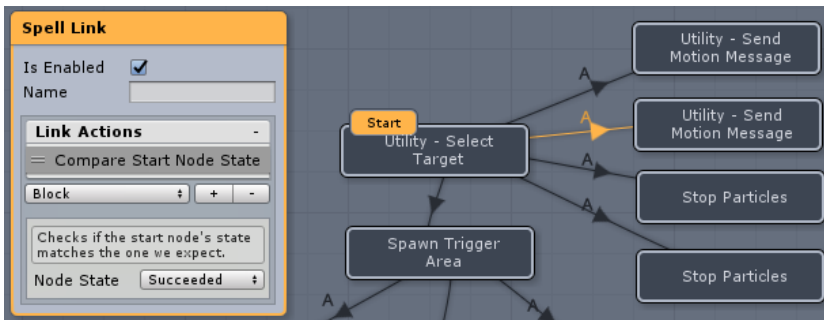 Spell Link
Is Enabled
Name
Link Actions -
= Compare Start Node State
Block + -
Checks if the start node's state
matches the one we expect.
Node State Succeeded
Start
Utility - Select
Target
Spawn Trigger
Area
A
A
A
A
A
A
Utility - Send
Motion Message
Utility - Send
Motion Message
Stop Particles
Stop Particles